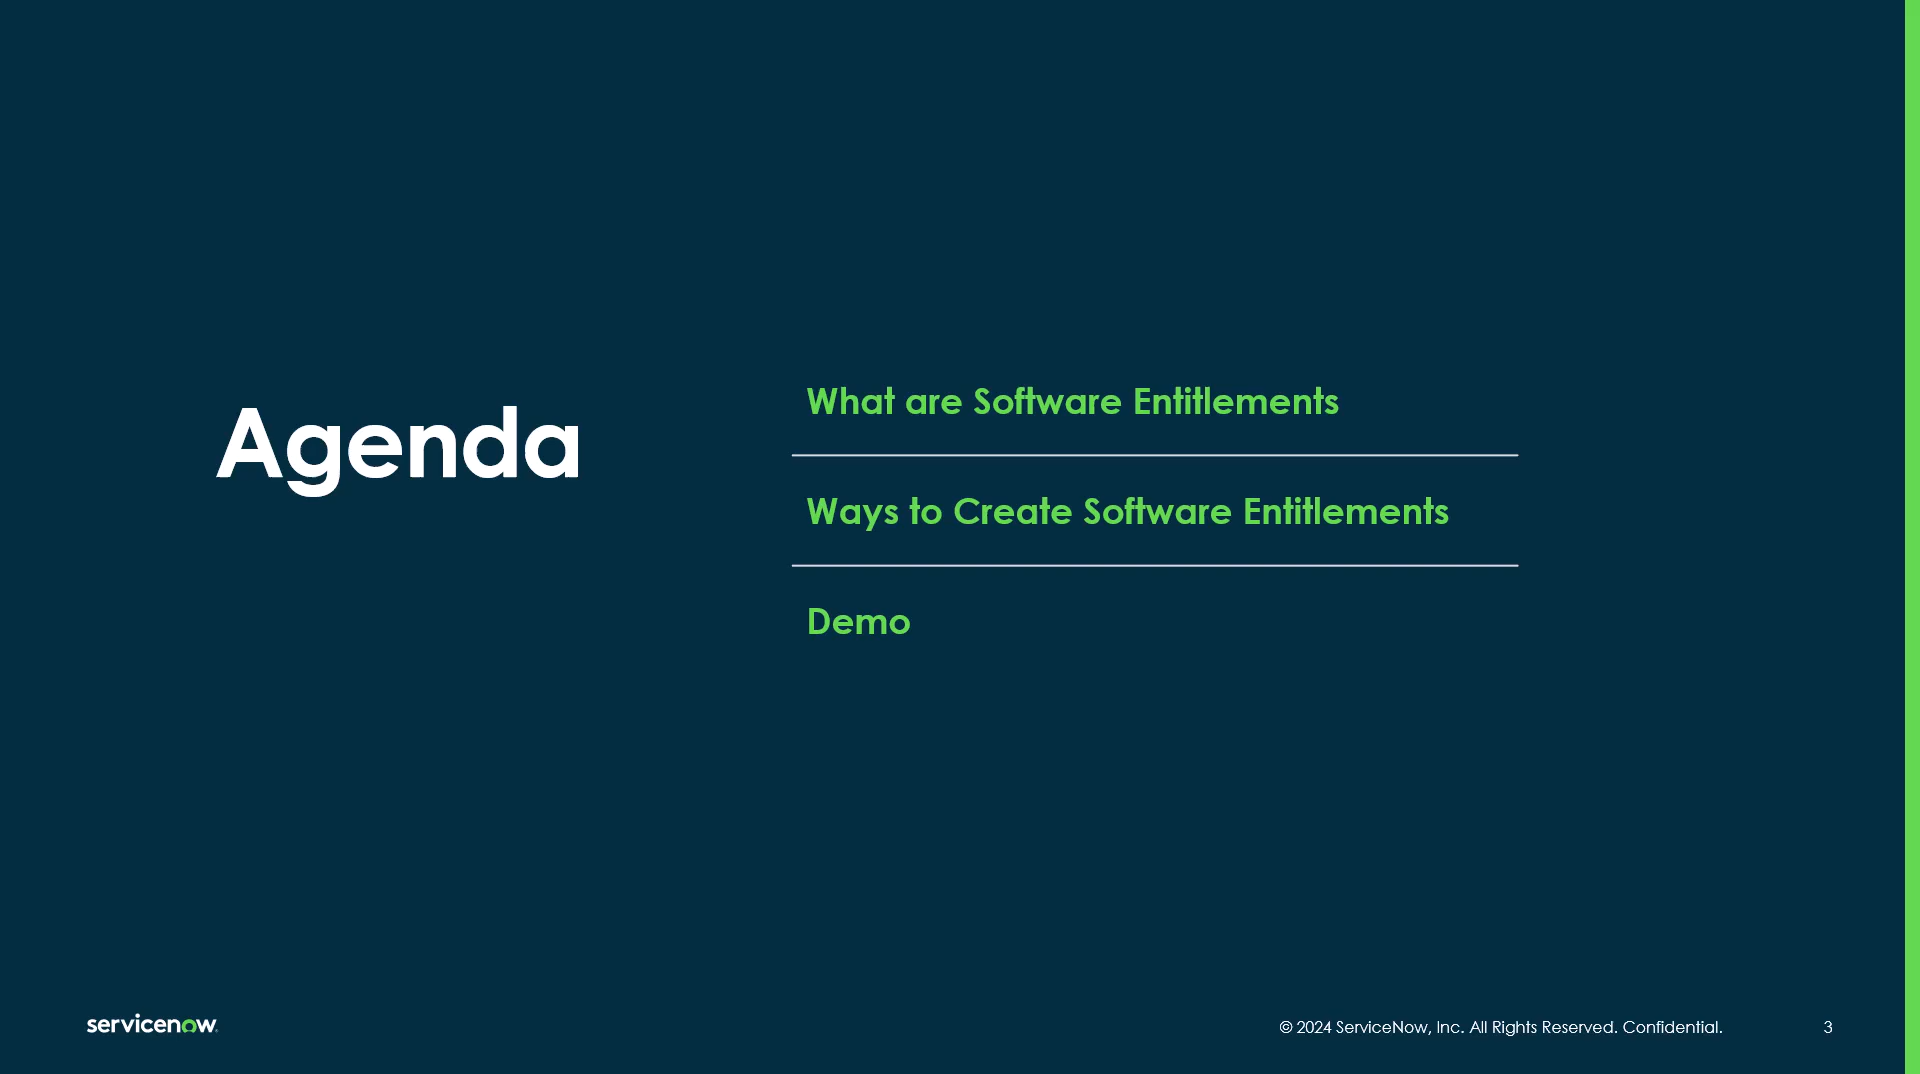 Agenda
What are Software Entitlements
Ways to Create Software Entitlements
Demo
servicenow
© 2024 ServiceNow, Inc. All Rights Reserved. Confidential.
3